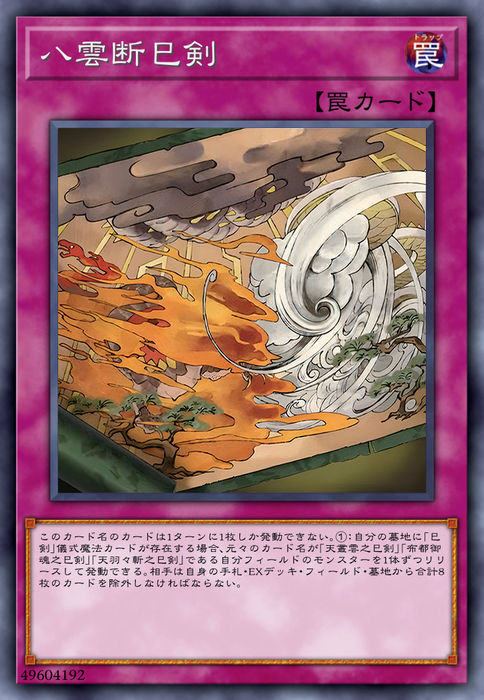 八雲断巳剣
トラップ
罠
【罠カード】
このカード名のカードは1ターンに1枚しか発動できない。①:自分の墓地に「巳
剣」儀式魔法カードが存在する場合、元々のカード名が「天叢雲之巳剣」「布都御
魂之巳剣」「天羽々斬之巳剣」である自分フィールドのモンスターを1体ずつリリ
ースして発動できる。相手は自身の手札・EXデッキ・フィールド・墓地から合計8
枚のカードを除外しなければならない。
49604192